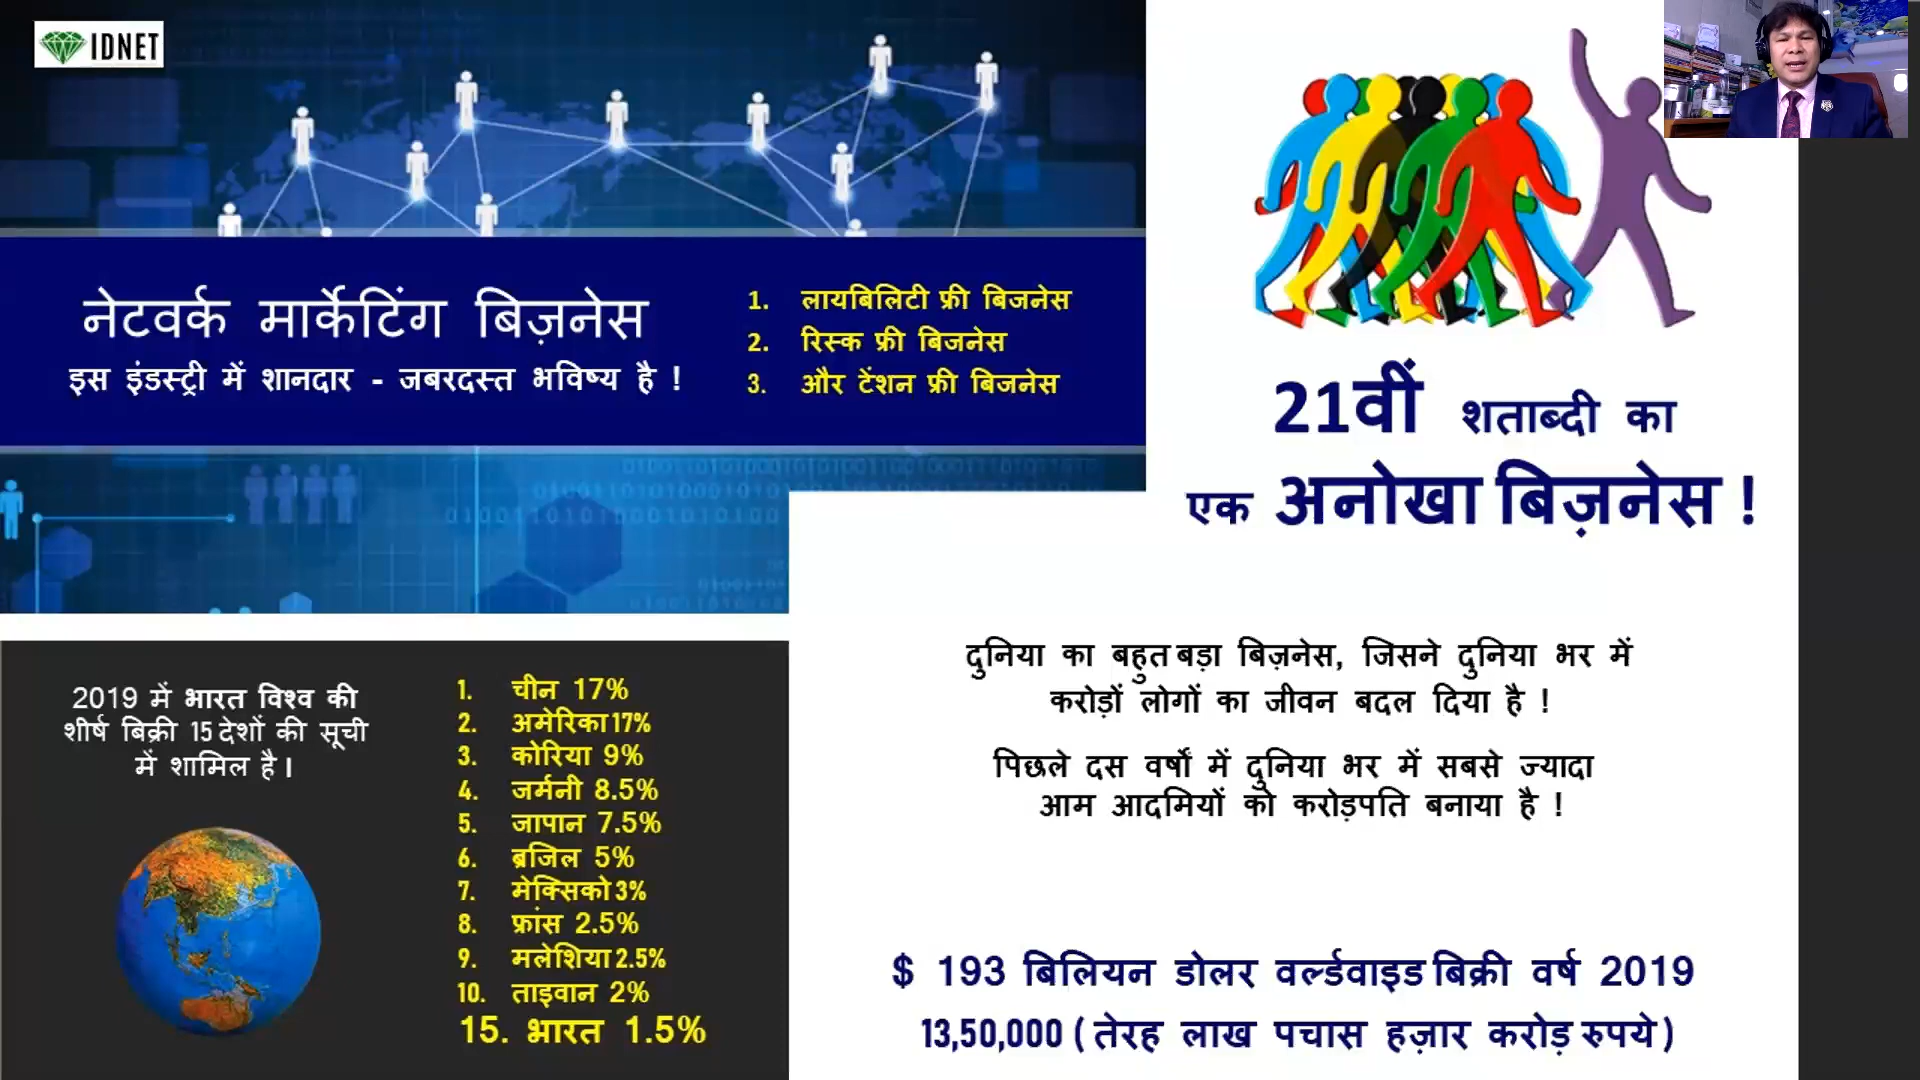 IDNET
नेटवर्क मार्केटिंग बिज़नेस
इस इंडस्ट्री में शानदार - जबरदस्त भविष्य है !
1. लायबिलिटी फ्री बिजनेस
2. रिस्क फ्री बिजनेस
3. और टेंशन फ्री बिजनेस
21वीं शताब्दी का
एक अनोखा बिज़नेस !
2019 में भारत विश्व की
शीर्ष बिक्री 15 देशों की सूची
में शामिल है।
1. चीन 17%
2. अमेरिका 17%
3. कोरिया 9%
4. जर्मनी 8.5%
5. जापान 7.5%
6. ब्रजिल 5%
7. मेक्सिको 3%
8. फ्रांस 2.5%
9. मलेशिया 2.5%
10. ताइवान 2%
15. भारत 1.5%
दुनिया का बहुत बड़ा बिज़नेस, जिसने दुनिया भर में
करोड़ों लोगों का जीवन बदल दिया है !
पिछले दस वर्षों में दुनिया भर में सबसे ज्यादा
आम आदमियों को करोड़पति बनाया है !
$ 193 बिलियन डोलर वर्ल्डवाइड बिक्री वर्ष 2019
13,50,000 ( तेरह लाख पचास हज़ार करोड़ रुपये )